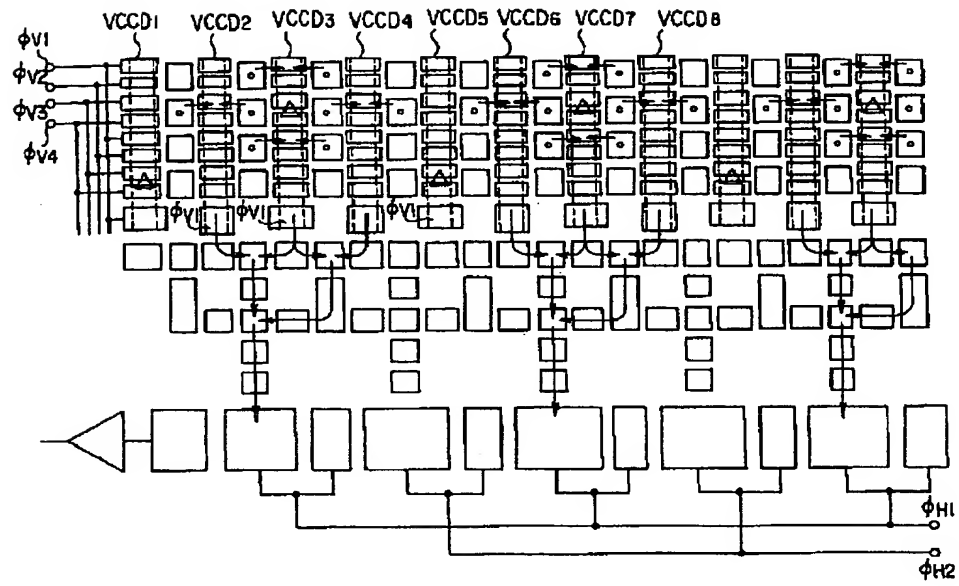 VCCD1 VCCD2 VCCD3 VCCD4 VCCD5 VCCD6 VCCD7 VCCD8
ϕV1
ϕV2
ϕV3
ϕV4
ϕV1 ϕV1 ϕV1
ϕH1
ϕH2